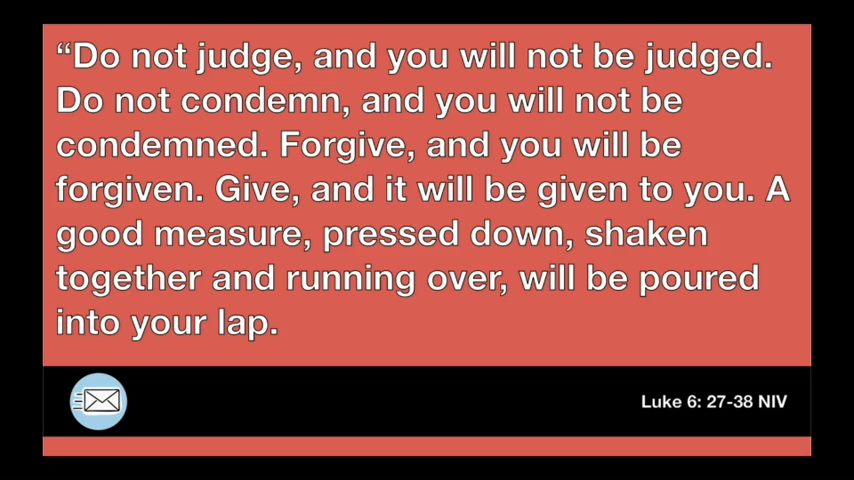 “Do not judge, and you will not be judged.
Do not condemn, and you will not be
condemned. Forgive, and you will be
forgiven. Give, and it will be given to you. A
good measure, pressed down, shaken
together and running over, will be poured
into your lap.
Luke 6: 27-38 NIV